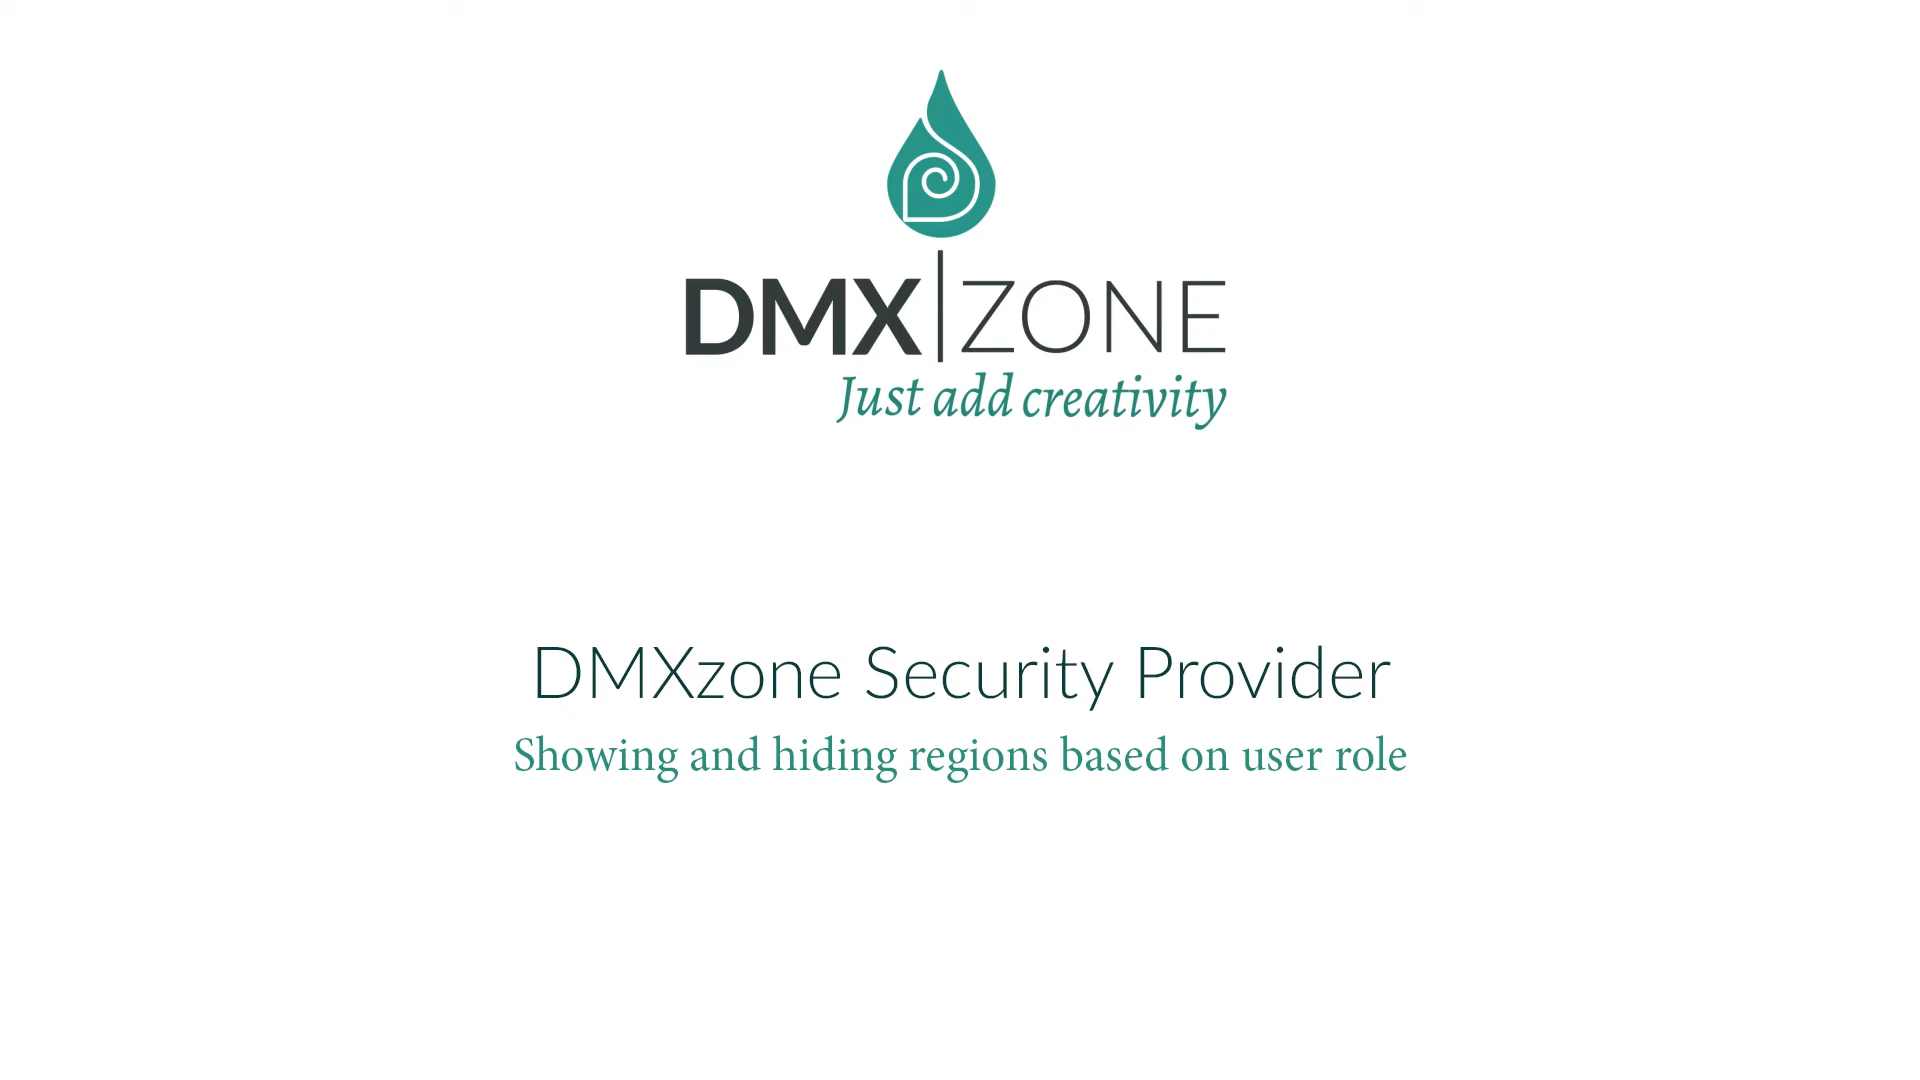 DMX|ZONE
Just add creativity
DMXzone Security Provider
Showing and hiding regions based on user role